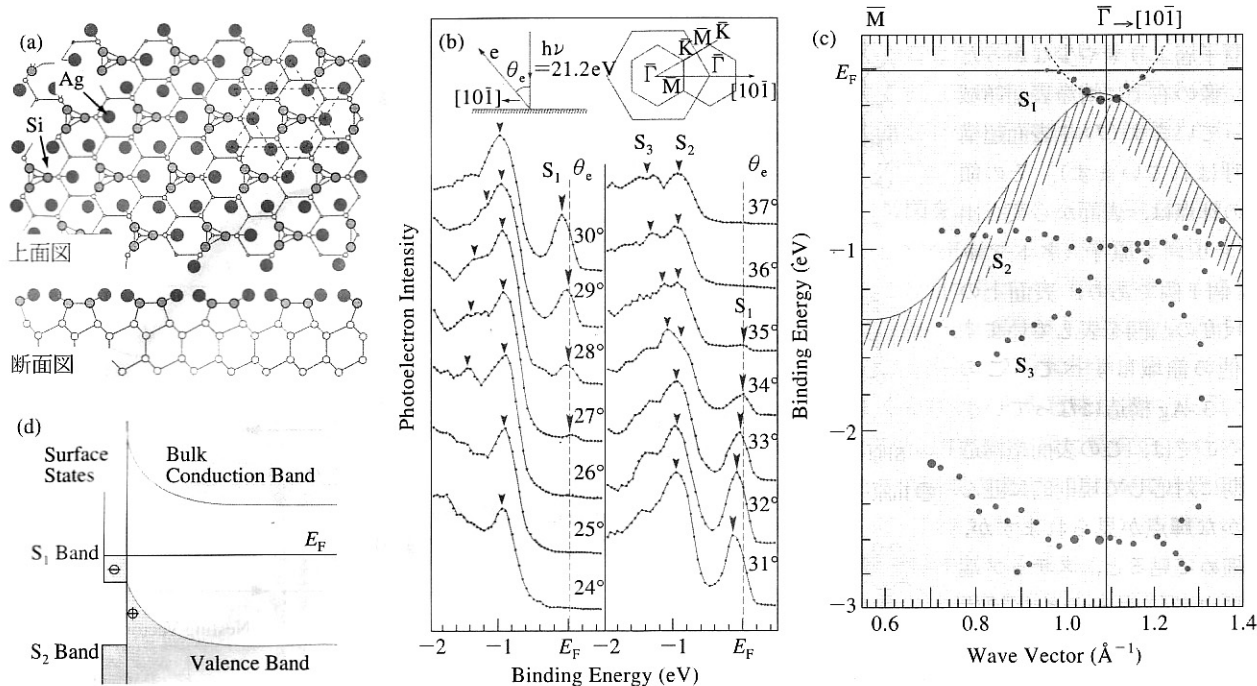 (a)
Ag
Si
上面図
断面図
(b)
e
θe
hν
=21.2eV
[101̄]
K̄
M̄
K̄
Γ̄
Γ̄
M̄
[101̄]
S₁
θe
30°
29°
28°
27°
26°
25°
24°
S₃
S₂
θe
37°
36°
35°
S₁
34°
33°
32°
31°
Photoelectron Intensity
−2
−1
EF
−2
−1
EF
Binding Energy (eV)
(c)
M̄
Γ̄→[101̄]
EF
S₁
−1
S₂
S₃
−2
−3
Binding Energy (eV)
0.6
0.8
1.0
1.2
1.4
Wave Vector (Å⁻¹)
(d)
Surface
States
Bulk
Conduction Band
S₁ Band
EF
⊖
⊕
S₂ Band
Valence Band